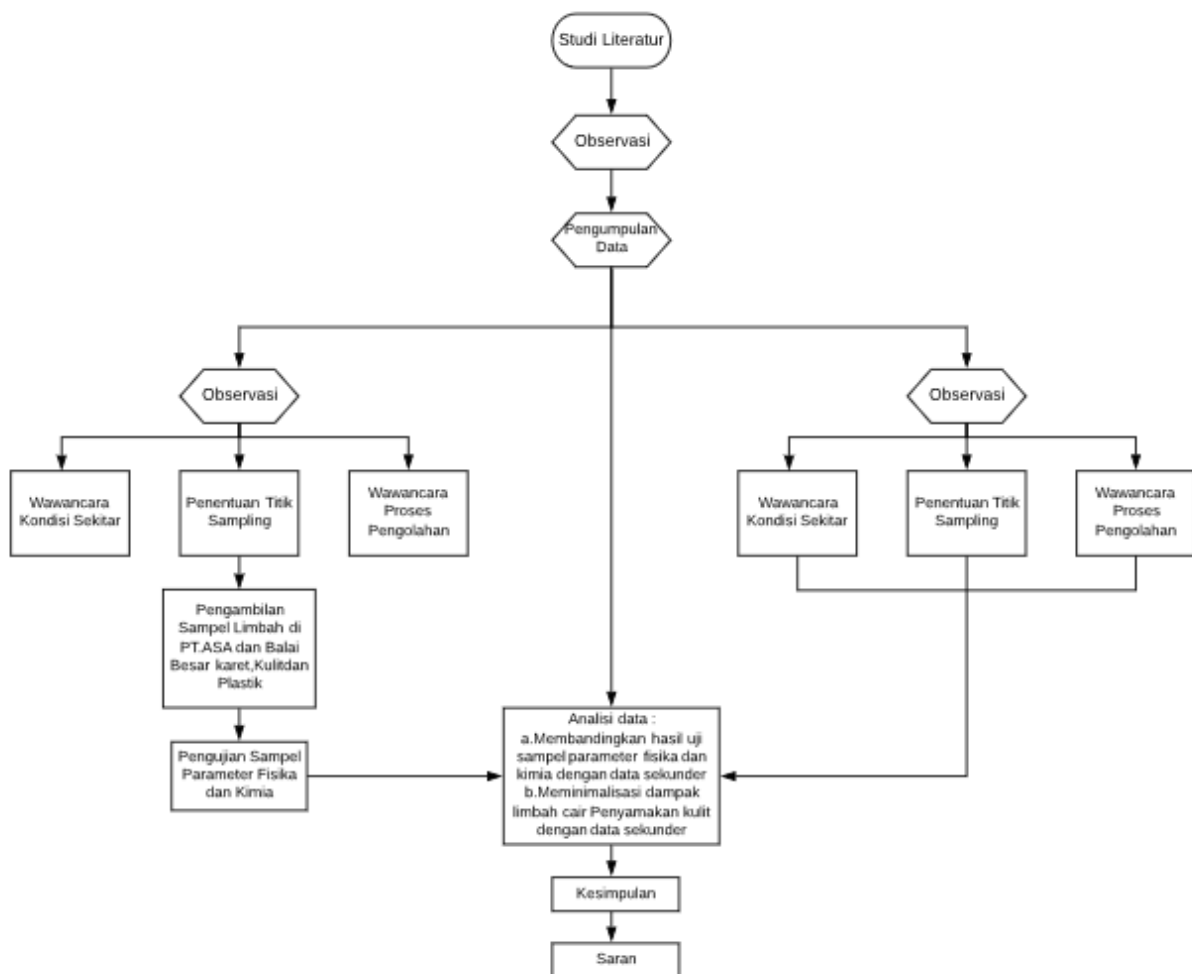 Studi Literatur
Observasi
Pengumpulan
Data
Observasi
Wawancara
Kondisi Sekitar
Penentuan Titik
Sampling
Wawancara
Proses
Pengolahan
Pengambilan
Sampel Limbah di
PT.ASA dan Balai
Besar karet,Kulitdan
Plastik
Pengujian Sampel
Parameter Fisika
dan Kimia
Observasi
Wawancara
Kondisi Sekitar
Penentuan Titik
Sampling
Wawancara
Proses
Pengolahan
Analisi data :
a.Membandingkan hasil uji
sampel parameter fisika dan
kimia dengan data sekunder
b.Meminimalisasi dampak
limbah cair Penyamakan kulit
dengan data sekunder
Kesimpulan
Saran